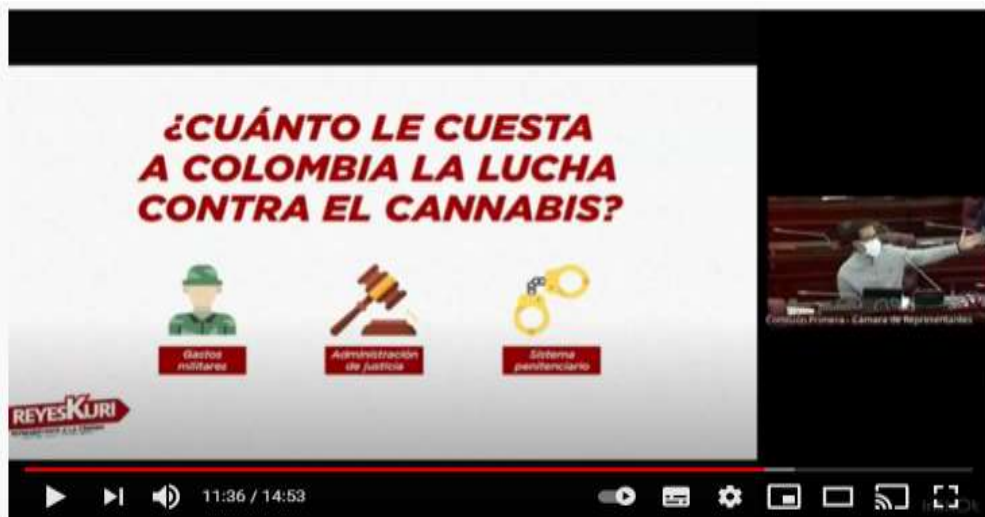 ¿CUÁNTO LE CUESTA
A COLOMBIA LA LUCHA
CONTRA EL CANNABIS?
Gastos
militares
Administración
de justicia
Sistema
penitenciario
REYESKURI
Comisión Primera - Cámara de Representantes
11:36 / 14:53